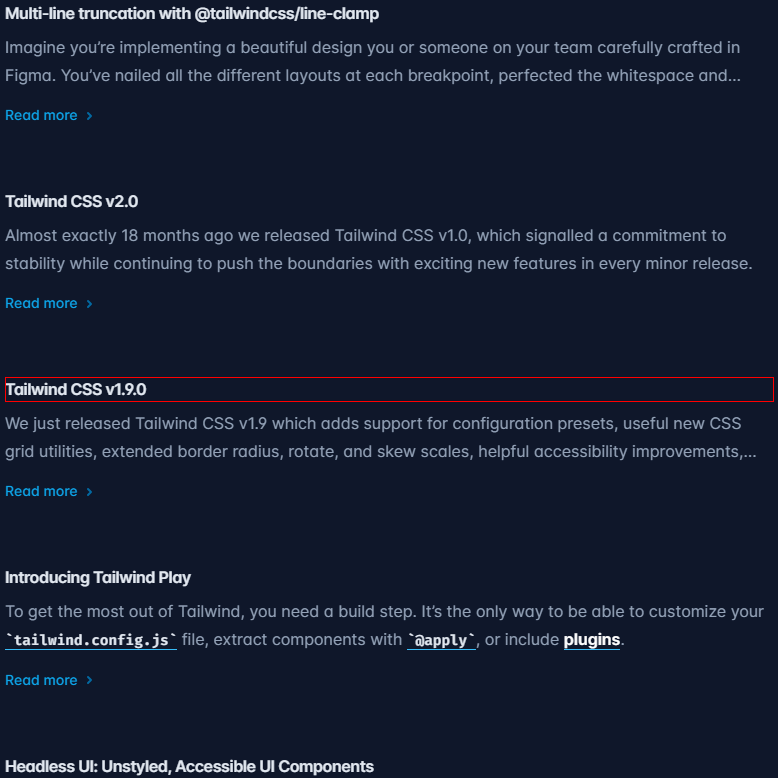 Multi-line truncation with @tailwindcss/line-clamp
Imagine you’re implementing a beautiful design you or someone on your team carefully crafted in
Figma. You’ve nailed all the different layouts at each breakpoint, perfected the whitespace and...
Read more
Tailwind CSS v2.0
Almost exactly 18 months ago we released Tailwind CSS v1.0, which signalled a commitment to
stability while continuing to push the boundaries with exciting new features in every minor release.
Read more
Tailwind CSS v1.9.0
We just released Tailwind CSS v1.9 which adds support for configuration presets, useful new CSS
grid utilities, extended border radius, rotate, and skew scales, helpful accessibility improvements,...
Read more
Introducing Tailwind Play
To get the most out of Tailwind, you need a build step. It’s the only way to be able to customize your
`tailwind.config.js` file, extract components with `@apply`, or include plugins.
Read more
Headless UI: Unstyled, Accessible UI Components